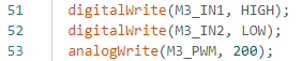 51 digitalWrite(M3_IN1, HIGH);
52 digitalWrite(M3_IN2, LOW);
53 analogWrite(M3_PWM, 200);